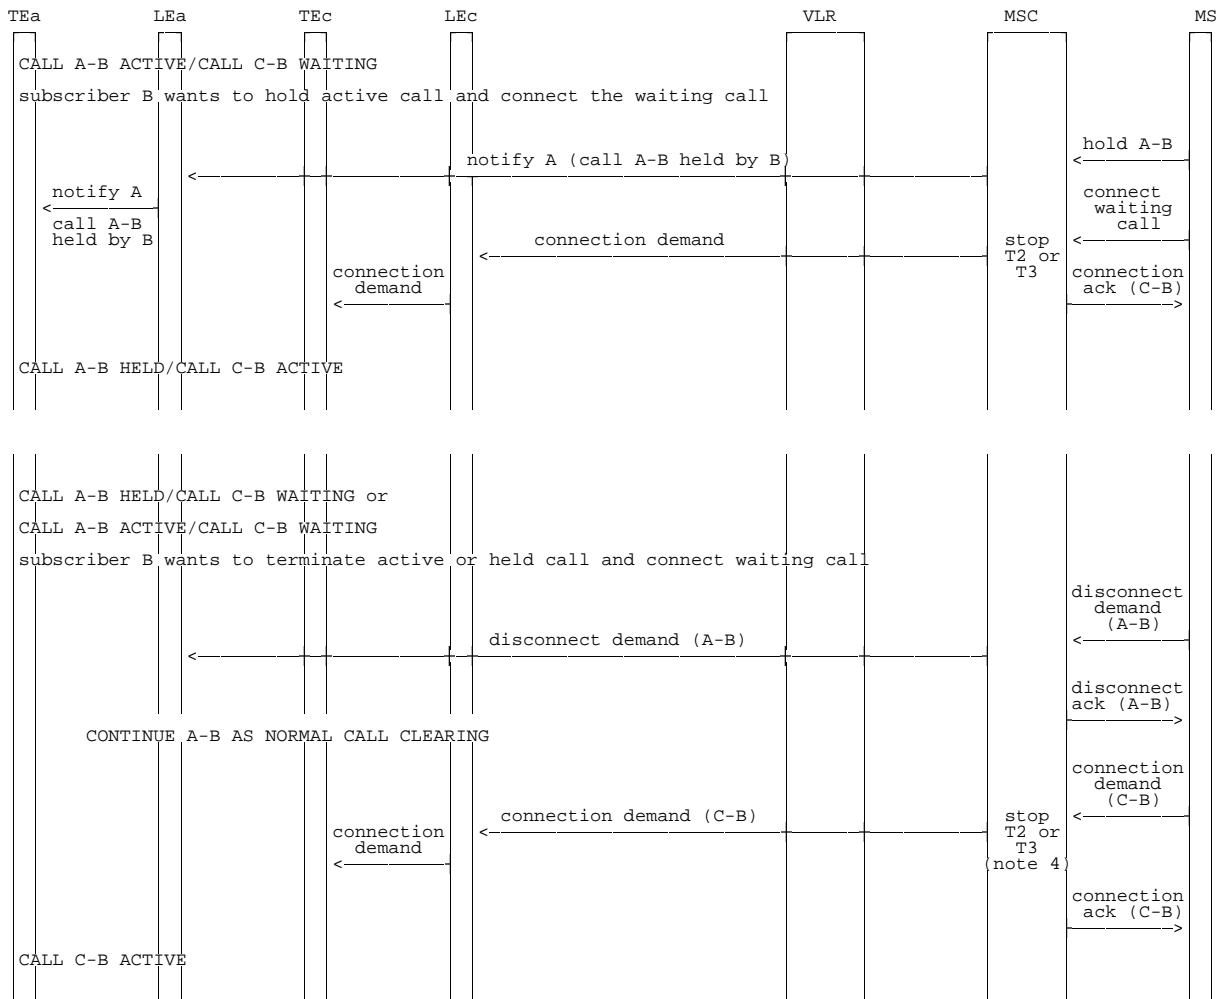 TEa LEa TEc LEc VLR MSC MS
CALL A-B ACTIVE/CALL C-B WAITING
subscriber B wants to hold active call and connect the waiting call
hold A-B
notify A (call A-B held by B)
notify A
call A-B
held by B
connect
waiting
call
connection demand
stop
T2 or
T3
connection
demand
connection
ack (C-B)
CALL A-B HELD/CALL C-B ACTIVE
CALL A-B HELD/CALL C-B WAITING or
CALL A-B ACTIVE/CALL C-B WAITING
subscriber B wants to terminate active or held call and connect waiting call
disconnect
demand
(A-B)
disconnect demand (A-B)
disconnect
ack (A-B)
CONTINUE A-B AS NORMAL CALL CLEARING
connection
demand
(C-B)
connection demand (C-B)
stop
T2 or
T3
(note 4)
connection
demand
connection
ack (C-B)
CALL C-B ACTIVE